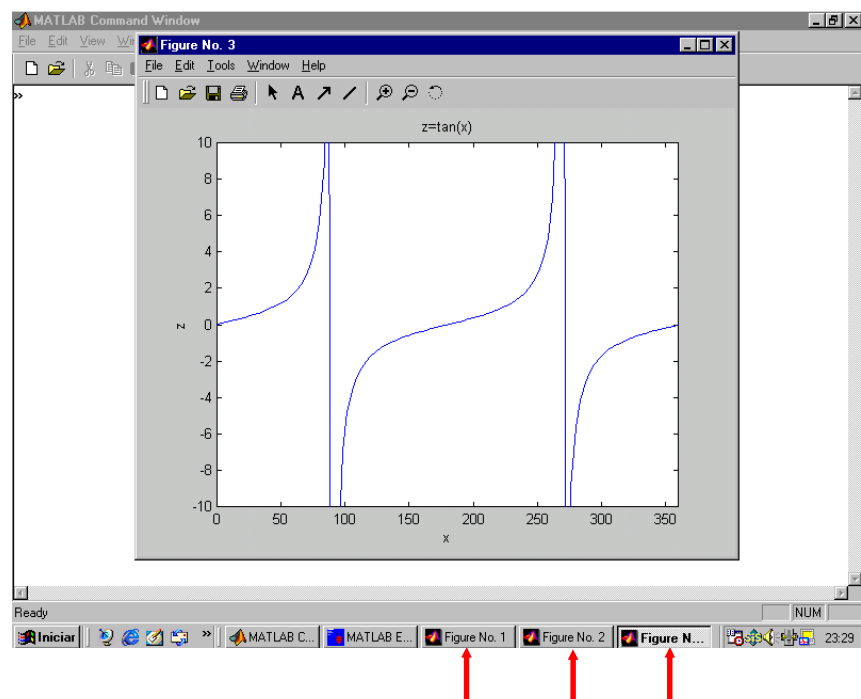 MATLAB Command Window
File Edit View
Figure No. 3
File Edit Tools Window Help
A
»
z=tan(x)
10
8
6
4
2
0
-2
-4
-6
-8
-10
z
0 50 100 150 200 250 300 350
x
Ready NUM
Iniciar » MATLAB C... MATLAB E... Figure No. 1 Figure No. 2 Figure N... 23:29